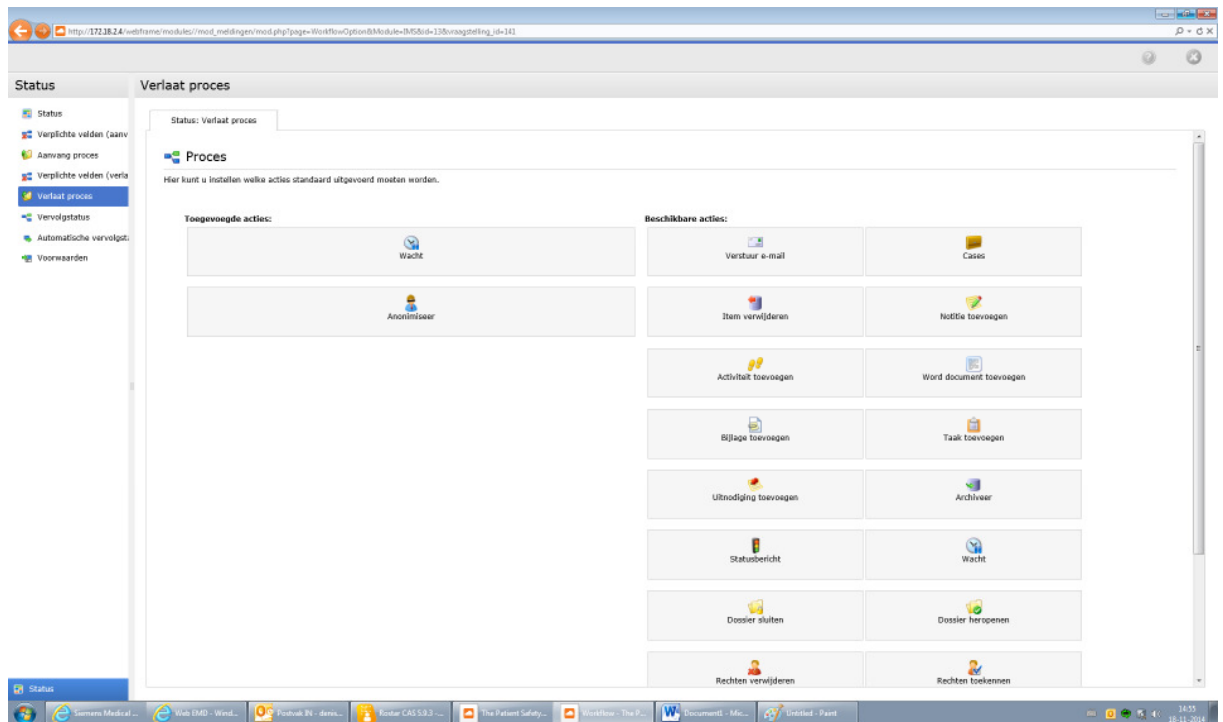 http://172.18.2.4/webframe/modules//mod_meldingen/mod.php?page=WorkflowOption&Module=IMS&id=13&vraagstelling_id=141
Status
Verlaat proces
Status
Verplichte velden (aanv
Aanvang proces
Verplichte velden (verla
Verlaat proces
Vervolgstatus
Automatische vervolgst
Voorwaarden
Status: Verlaat proces
Proces
Hier kunt u instellen welke acties standaard uitgevoerd moeten worden.
Toegevoegde acties:
Wacht
Anonimiseer
Beschikbare acties:
Verstuur e-mail
Cases
Item verwijderen
Notitie toevoegen
Activiteit toevoegen
Word document toevoegen
Bijlage toevoegen
Taak toevoegen
Uitnodiging toevoegen
Archiveer
Statusbericht
Wacht
Dossier sluiten
Dossier heropenen
Rechten verwijderen
Rechten toekennen
Status
Siemens Medical ...
Web EMD - Wind...
Postvak IN - denis...
Rostar CAS 5.9.3 -...
The Patient Safety...
Workflow - The P...
Document1 - Mic...
Untitled - Paint
14:55
18-11-2014